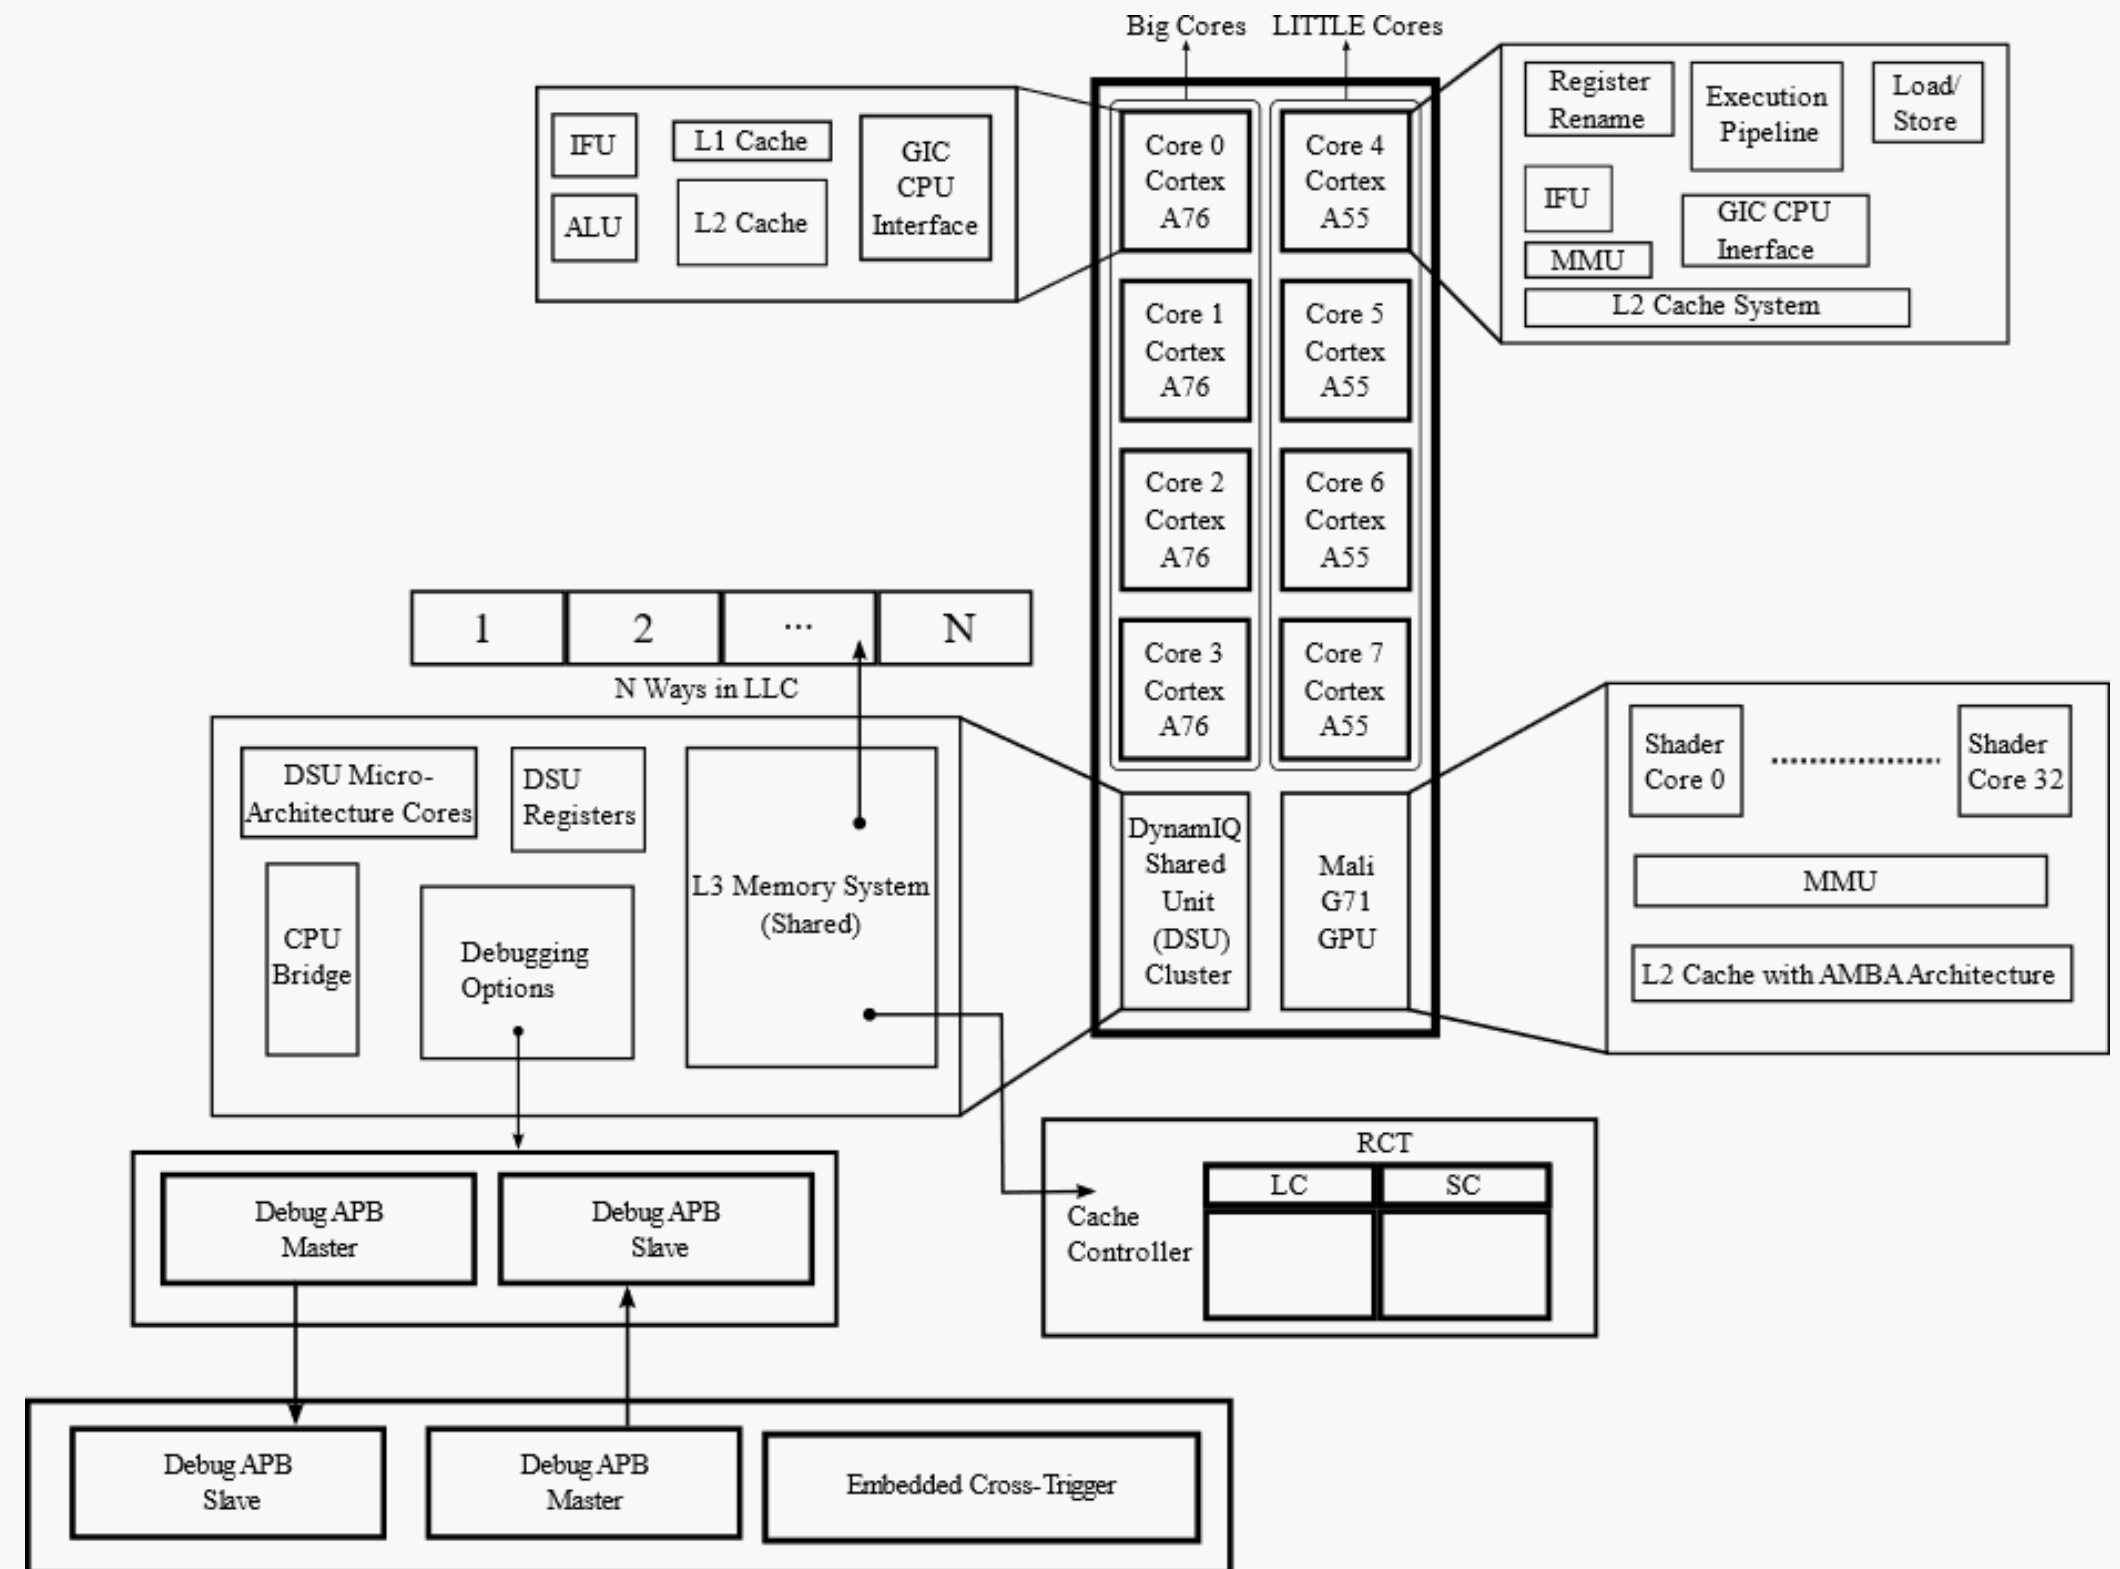 Big Cores
LITTLE Cores
IFU
L1 Cache
GIC
CPU
Interface
ALU
L2 Cache
Core 0
Cortex
A76
Core 4
Cortex
A55
Register
Rename
Execution
Pipeline
Load/
Store
IFU
GIC CPU
Inerface
MMU
L2 Cache System
Core 1
Cortex
A76
Core 5
Cortex
A55
Core 2
Cortex
A76
Core 6
Cortex
A55
Core 3
Cortex
A76
Core 7
Cortex
A55
1
2
...
N
N Ways in LLC
DSU Micro-
Architecture Cores
DSU
Registers
L3 Memory System
(Shared)
CPU
Bridge
Debugging
Options
DynamIQ
Shared
Unit
(DSU)
Cluster
Mali
G71
GPU
Shader
Core 0
Shader
Core 32
MMU
L2 Cache with AMBA Architecture
RCT
LC
SC
Cache
Controller
Debug APB
Master
Debug APB
Slave
Debug APB
Slave
Debug APB
Master
Embedded Cross-Trigger